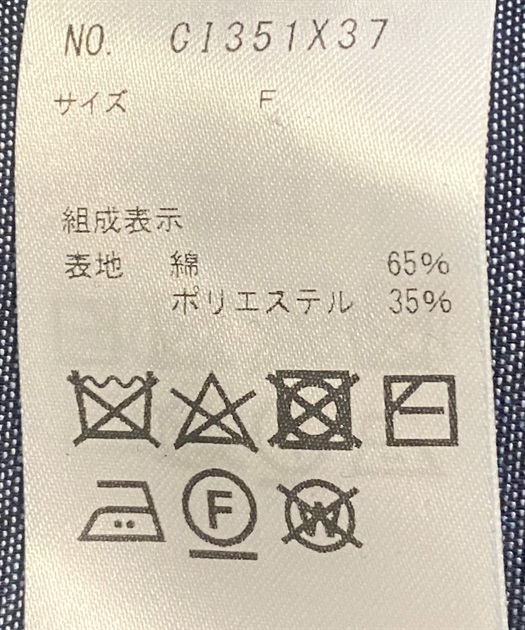 NO. CI351X37
サイズ F
組成表示
表地 綿 65%
ポリエステル 35%
F
W